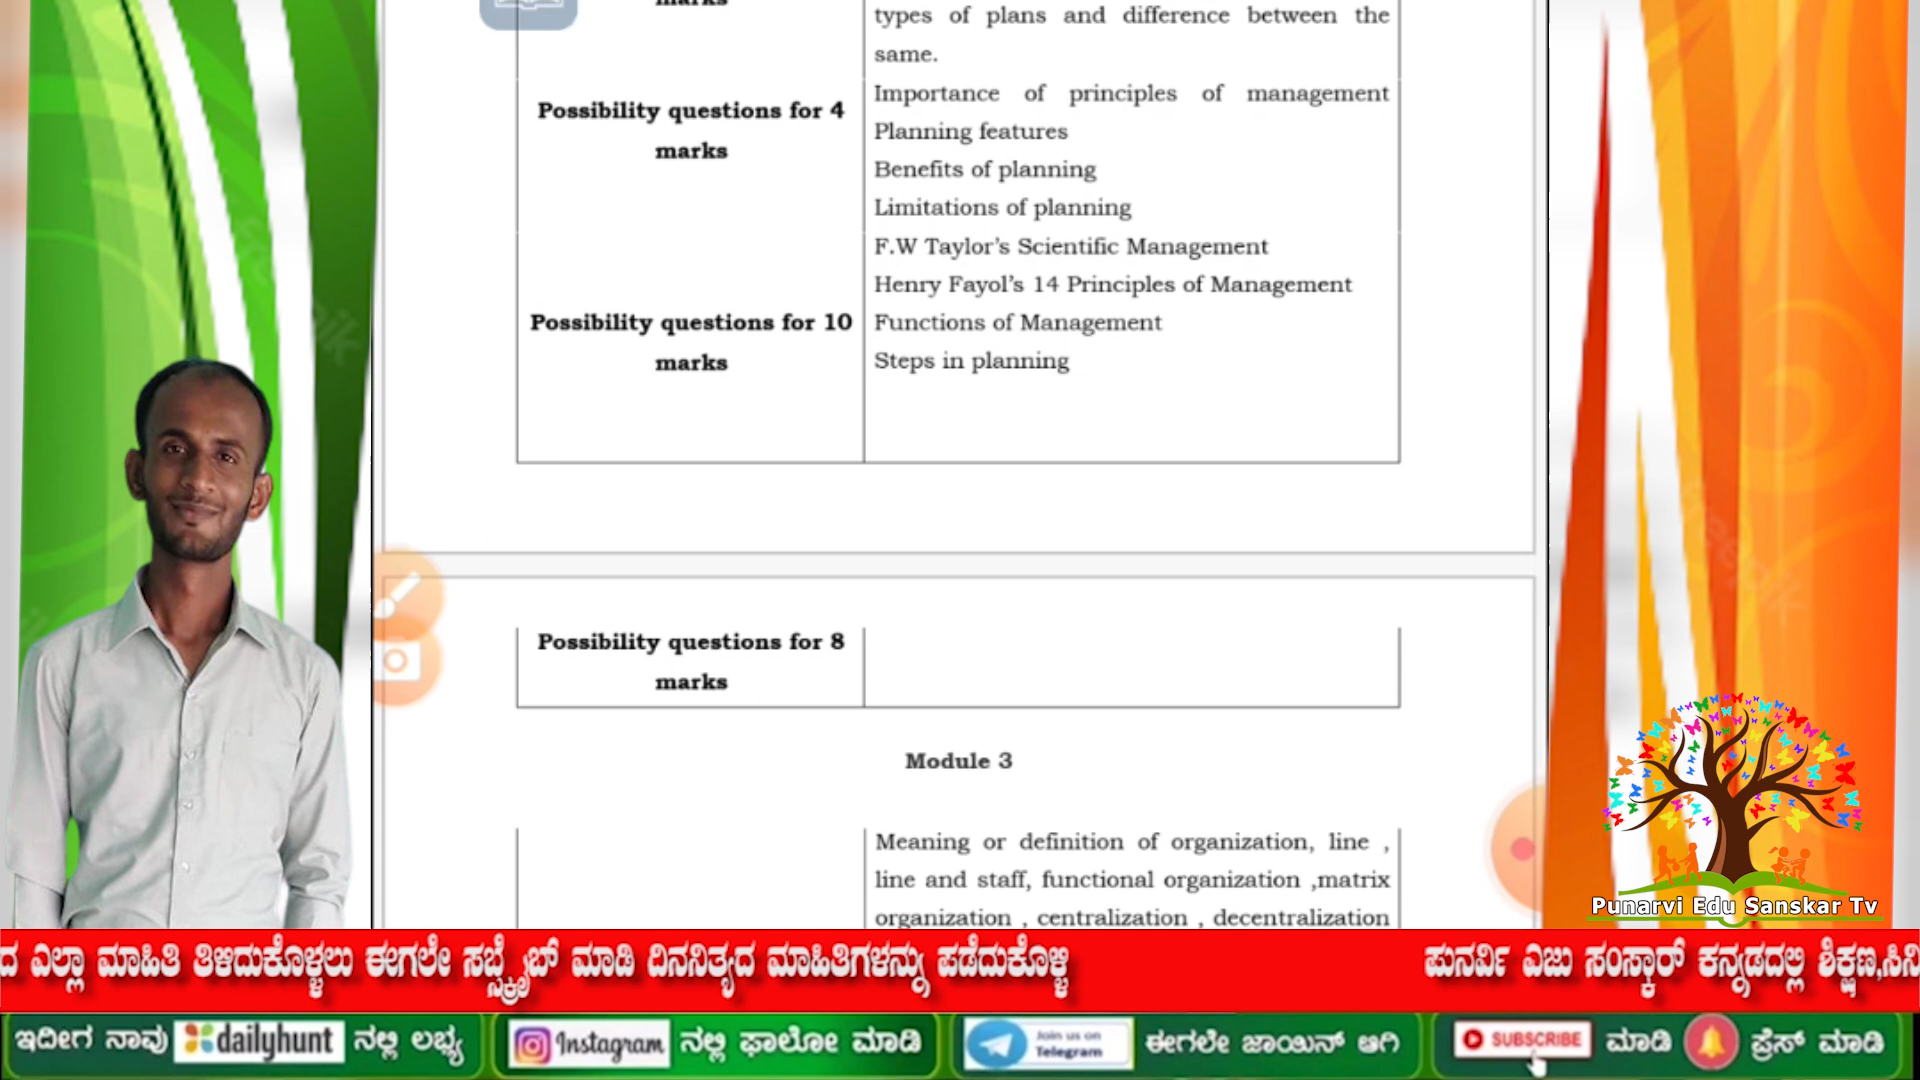 marks
types of plans and difference between the
same.
Possibility questions for 4
marks
Importance of principles of management
Planning features
Benefits of planning
Limitations of planning
Possibility questions for 10
marks
F.W Taylor's Scientific Management
Henry Fayol's 14 Principles of Management
Functions of Management
Steps in planning
Possibility questions for 8
marks
Module 3
Meaning or definition of organization, line ,
line and staff, functional organization ,matrix
organization , centralization , decentralization
Punarvi Edu Sanskar Tv
ದ ಎಲ್ಲಾ ಮಾಹಿತಿ ತಿಳಿದುಕೊಳ್ಳಲು ಈಗಲೇ ಸಬ್ಸ್ಕ್ರೈಬ್ ಮಾಡಿ ದಿನನಿತ್ಯದ ಮಾಹಿತಿಗಳನ್ನು ಪಡೆದುಕೊಳ್ಳಿ
ಪುನರ್ವಿ ಎಜು ಸಂಸ್ಕಾರ್ ಕನ್ನಡದಲ್ಲಿ ಶಿಕ್ಷಣ,ಸಿನಿ
ಇದೀಗ ನಾವು dailyhunt ನಲ್ಲಿ ಲಭ್ಯ
Instagram ನಲ್ಲಿ ಫಾಲೋ ಮಾಡಿ
Join us on
Telegram
ಈಗಲೇ ಜಾಯಿನ್ ಆಗಿ
SUBSCRIBE ಮಾಡಿ ಪ್ರೆಸ್ ಮಾಡಿ